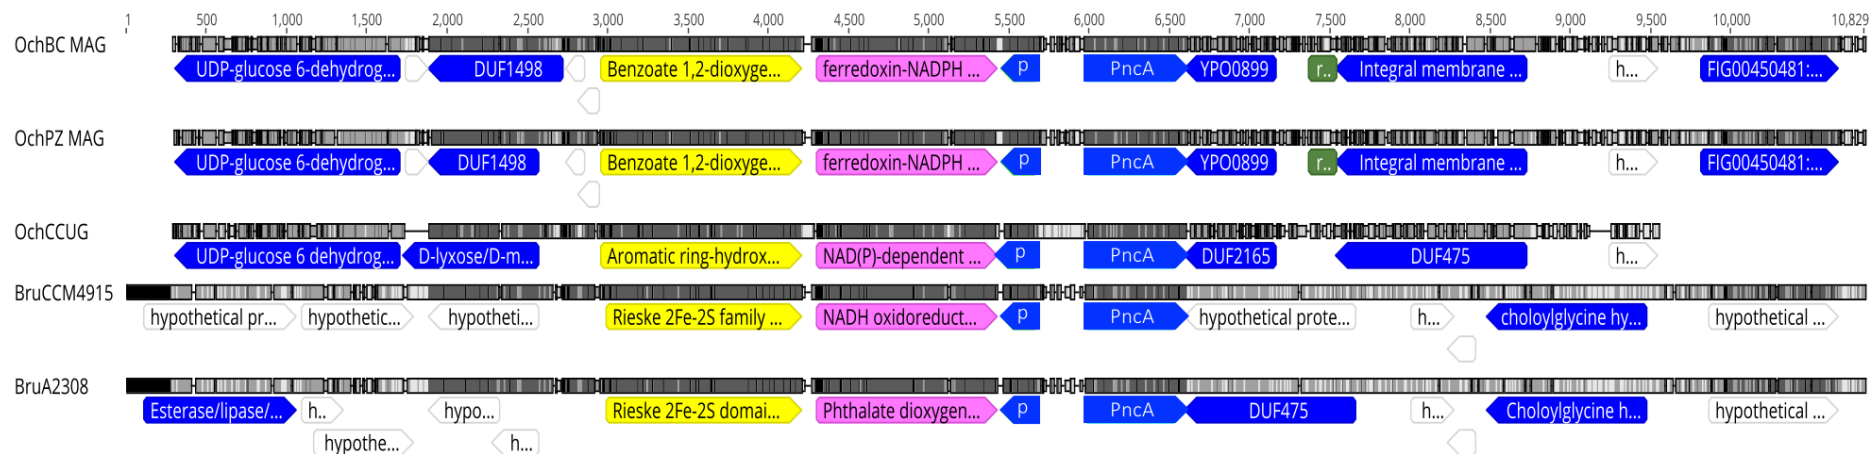 1 500 1,000 1,500 2,000 2,500 3,000 3,500 4,000 4,500 5,000 5,500 6,000 6,500 7,000 7,500 8,000 8,500 9,000 9,500 10,000 10,829
OchBC MAG
UDP-glucose 6-dehydrog... DUF1498 Benzoate 1,2-dioxyge... ferredoxin-NADPH ... p PncA YPO0899 r.. Integral membrane ... h... FIG00450481:...
OchPZ MAG
UDP-glucose 6-dehydrog... DUF1498 Benzoate 1,2-dioxyge... ferredoxin-NADPH ... p PncA YPO0899 r.. Integral membrane ... h... FIG00450481:...
OchCCUG
UDP-glucose 6 dehydrog... D-lyxose/D-m... Aromatic ring-hydrox... NAD(P)-dependent ... p PncA DUF2165 DUF475 h...
BruCCM4915
hypothetical pr... hypothetic... hypotheti... Rieske 2Fe-2S family ... NADH oxidoreduct... p PncA hypothetical prote... h... choloylglycine hy... hypothetical ...
BruA2308
Esterase/lipase/... h.. hypo... Rieske 2Fe-2S domai... Phthalate dioxygen... p PncA DUF475 h... Choloylglycine h... hypothetical ...
hypothe... h...